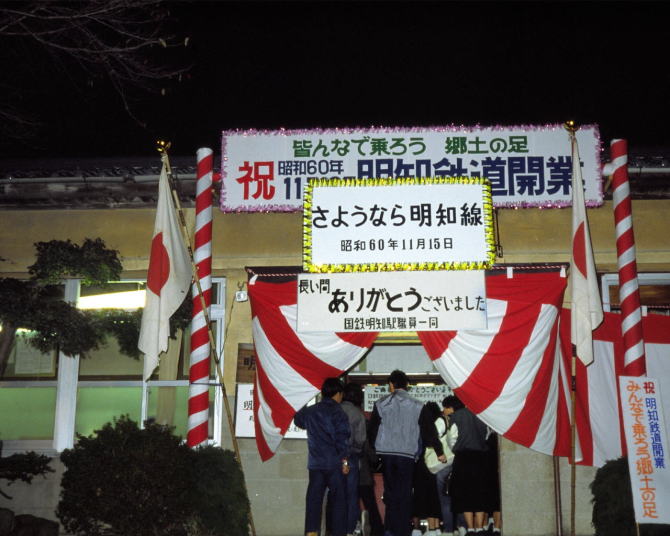 皆んなで乗ろう 郷土の足
祝
昭和60年
11
明知鉄道開業
さようなら明知線
昭和60年11月15日
長い間
ありがとうございました
国鉄明知駅職員一同
祝 明知鉄道開業
みんなで乗ろう郷土の足